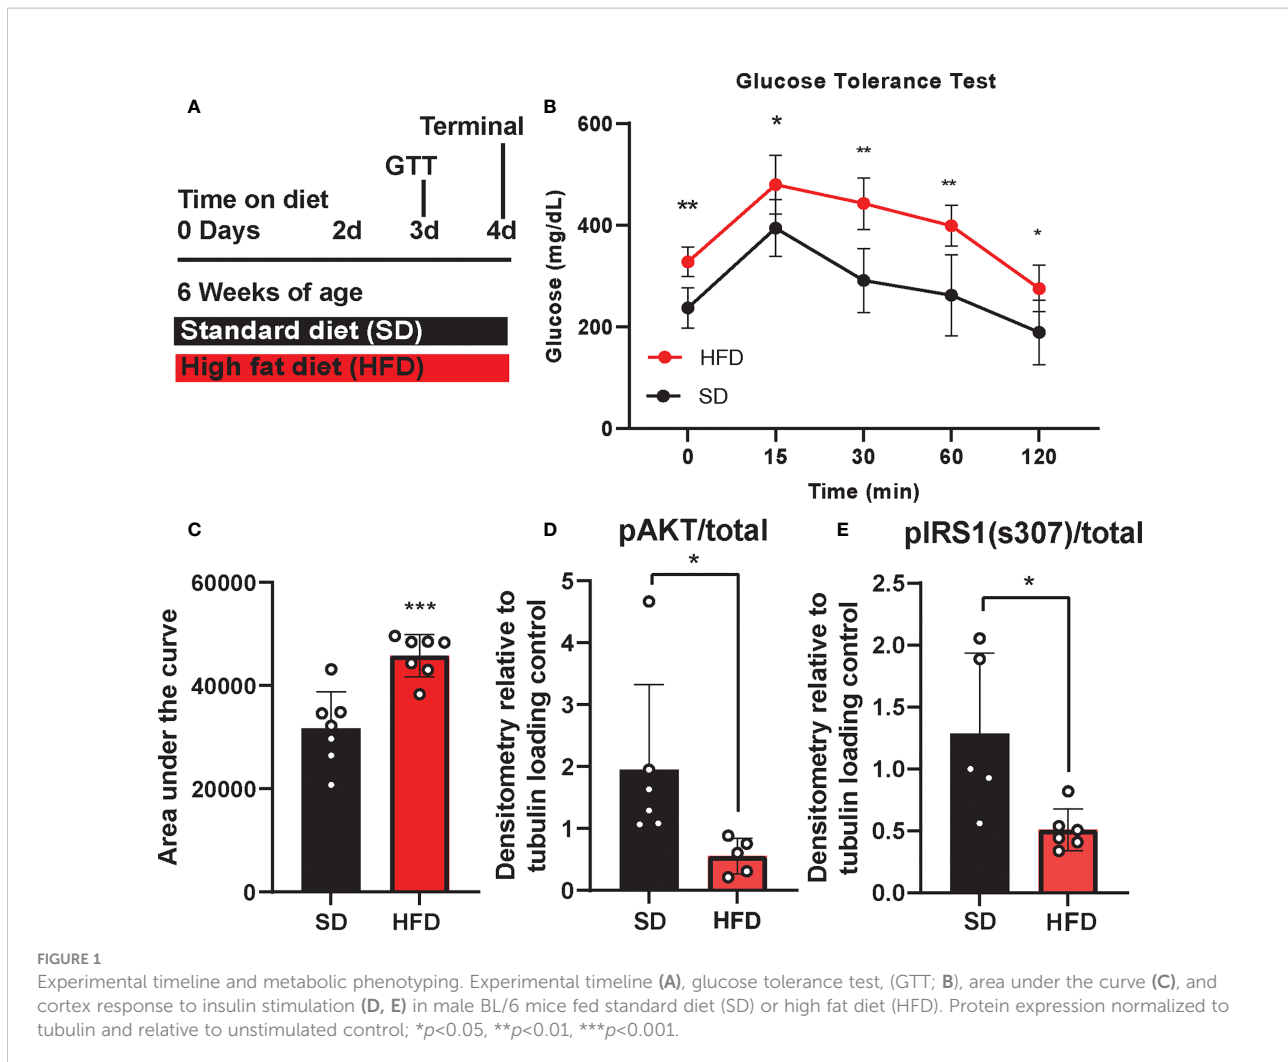 A
Terminal
GTT
Time on diet
0 Days 2d 3d 4d
6 Weeks of age
Standard diet (SD)
High fat diet (HFD)
B
Glucose Tolerance Test
Glucose (mg/dL)
600
400
200
0
**
*
**
**
*
HFD
SD
0 15 30 60 120
Time (min)
C
Area under the curve
60000
40000
20000
0
***
SD HFD
D
pAKT/total
Densitometry relative to
tubulin loading control
5
4
3
2
1
0
*
SD HFD
E
pIRS1(s307)/total
Densitometry relative to
tubulin loading control
2.5
2.0
1.5
1.0
0.5
0.0
*
SD HFD
FIGURE 1
Experimental timeline and metabolic phenotyping. Experimental timeline (A), glucose tolerance test, (GTT; B), area under the curve (C), and
cortex response to insulin stimulation (D, E) in male BL/6 mice fed standard diet (SD) or high fat diet (HFD). Protein expression normalized to
tubulin and relative to unstimulated control; *p<0.05, **p<0.01, ***p<0.001.